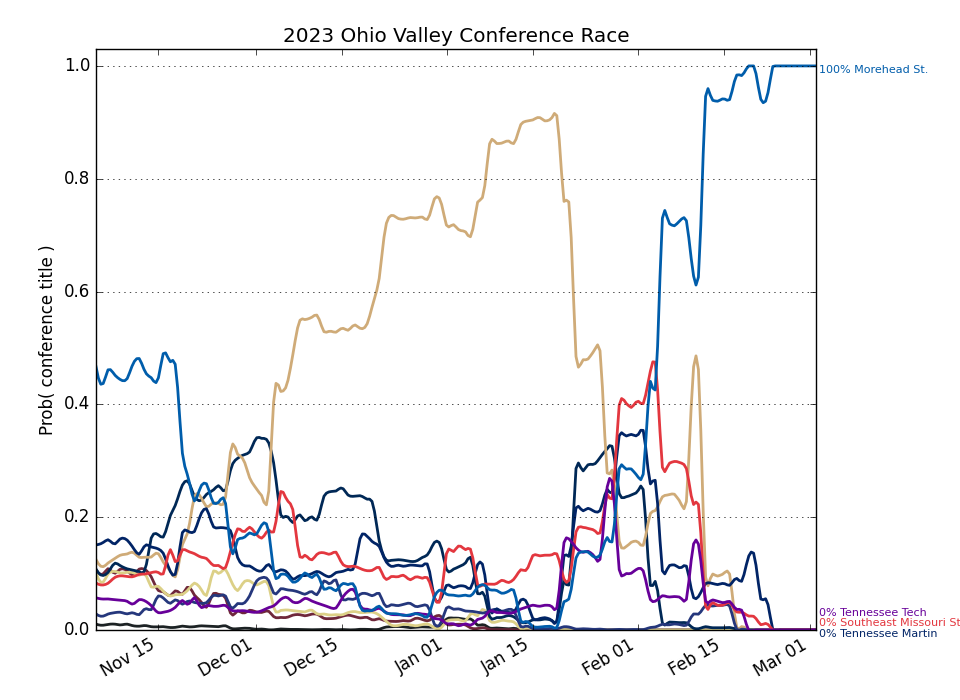 2023 Ohio Valley Conference Race
Prob( conference title )
1.0
0.8
0.6
0.4
0.2
0.0
Nov 15
Dec 01
Dec 15
Jan 01
Jan 15
Feb 01
Feb 15
Mar 01
100% Morehead St.
0% Tennessee Tech
0% Southeast Missouri St
0% Tennessee Martin